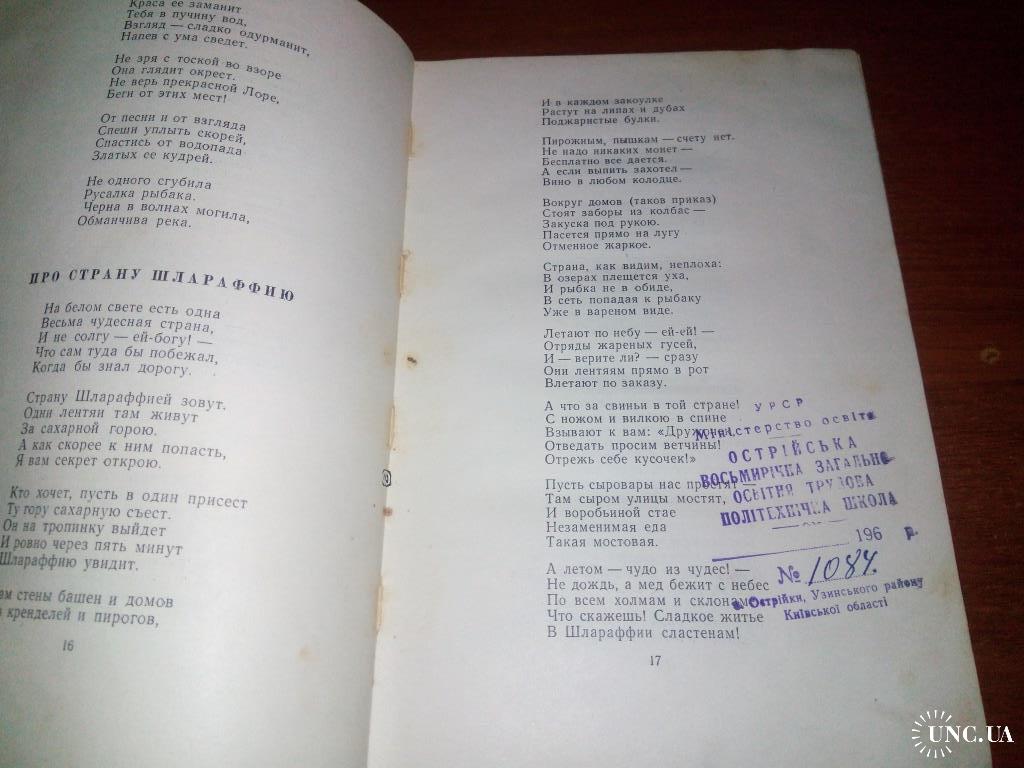 Краса ее заманит
Тебя в пучину вод,
Взгляд — сладко одурманит,
Напев с ума сведет.
Не зря с тоской во взоре
Она глядит окрест.
Не верь прекрасной Лоре,
Беги от этих мест!
От песни и от взгляда
Спеши уплыть скорей,
Спастись от водопада
Златых ее кудрей.
Не одного сгубила
Русалка рыбака.
Черна в волнах могила,
Обманчива река.
ПРО СТРАНУ ШЛАРАФФИЮ
На белом свете есть одна
Весьма чудесная страна,
И не солгу — ей-богу! —
Что сам туда бы побежал,
Когда бы знал дорогу.
Страну Шлараффией зовут.
Одни лентяи там живут
За сахарной горою.
А как скорее к ним попасть,
Я вам секрет открою.
Кто хочет, пусть в один присест
Ту гору сахарную съест.
Он на тропинку выйдет
И ровно через пять минут
Шлараффию увидит.
ам стены башен и домов
з кренделей и пирогов,
16
И в каждом закоулке
Растут на липах и дубах
Поджаристые булки.
Пирожным, пышкам — счету нет.
Не надо никаких монет —
Бесплатно все дается.
А если выпить захотел —
Вино в любом колодце.
Вокруг домов (таков приказ)
Стоят заборы из колбас —
Закуска под рукою.
Пасется прямо на лугу
Отменное жаркое.
Страна, как видим, неплоха:
В озерах плещется уха,
И рыбка не в обиде,
В сеть попадая к рыбаку
Уже в вареном виде.
Летают по небу — ей-ей! —
Отряды жареных гусей,
И — верите ли? — сразу
Они лентяям прямо в рот
Влетают по заказу.
А что за свиньи в той стране!
С ножом и вилкою в спине
Взывают к вам: «Дружочек,
Отведать просим ветчины!
Отрежь себе кусочек!»
Пусть сыровары нас простят —
Там сыром улицы мостят,
И воробьиной стае
Незаменимая еда
Такая мостовая.
А летом — чудо из чудес! —
Не дождь, а мед бежит с небес
По всем холмам и склонам.
Что скажешь! Сладкое житье
В Шлараффии сластенам!
17
УРСР
Міністерство освіти
ОСТРІЙСЬКА
ВОСЬМИРІЧНА ЗАГАЛЬНО-
ОСВІТНЯ ТРУДОВА
ПОЛІТЕХНІЧНА ШКОЛА
196 р.
№ 1084.
с. Острійки, Узинського району
Київської області
UNC.UA